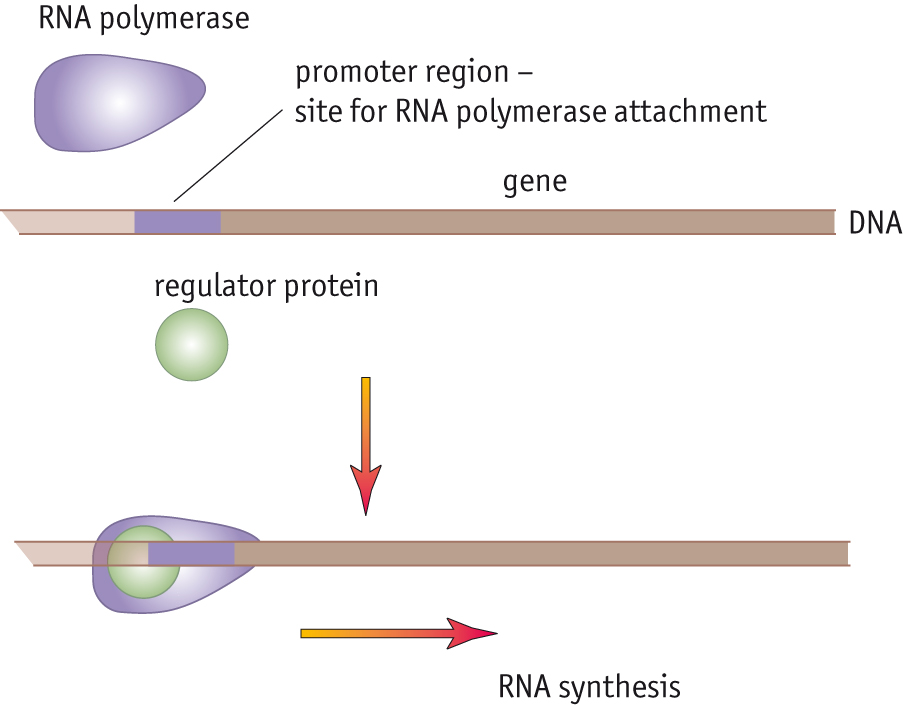 RNA polymerase
promoter region –
site for RNA polymerase attachment
gene
DNA
regulator protein
RNA synthesis